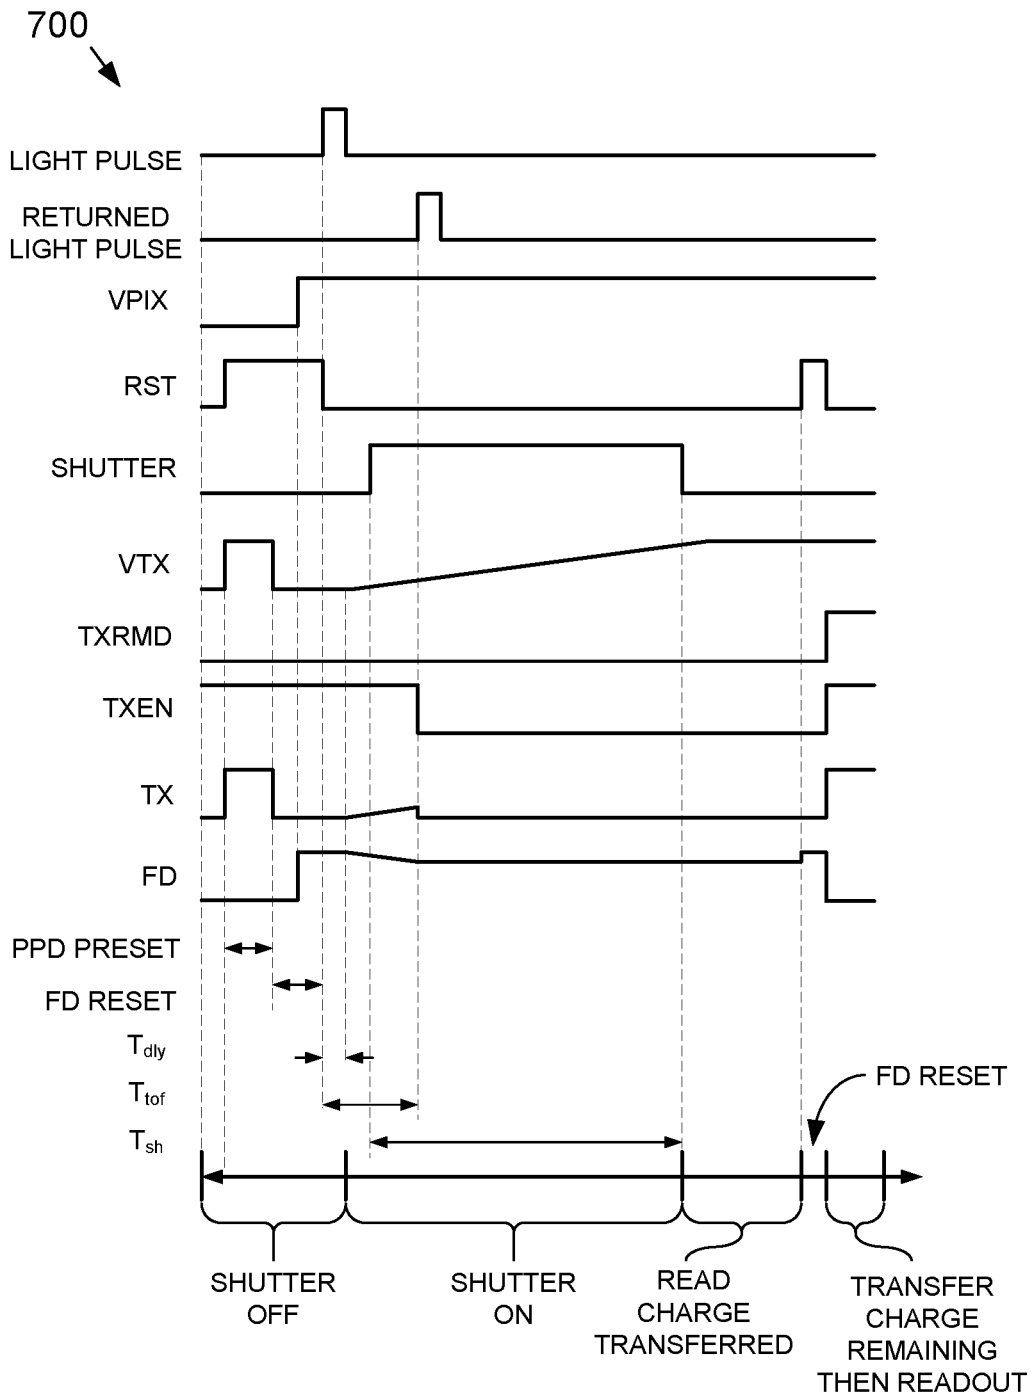 700
LIGHT PULSE
RETURNED
LIGHT PULSE
VPIX
RST
SHUTTER
VTX
TXRMD
TXEN
TX
FD
PPD PRESET
FD RESET
Tdly
Ttof
FD RESET
Tsh
SHUTTER
OFF
SHUTTER
ON
READ
CHARGE
TRANSFERRED
TRANSFER
CHARGE
REMAINING
THEN READOUT